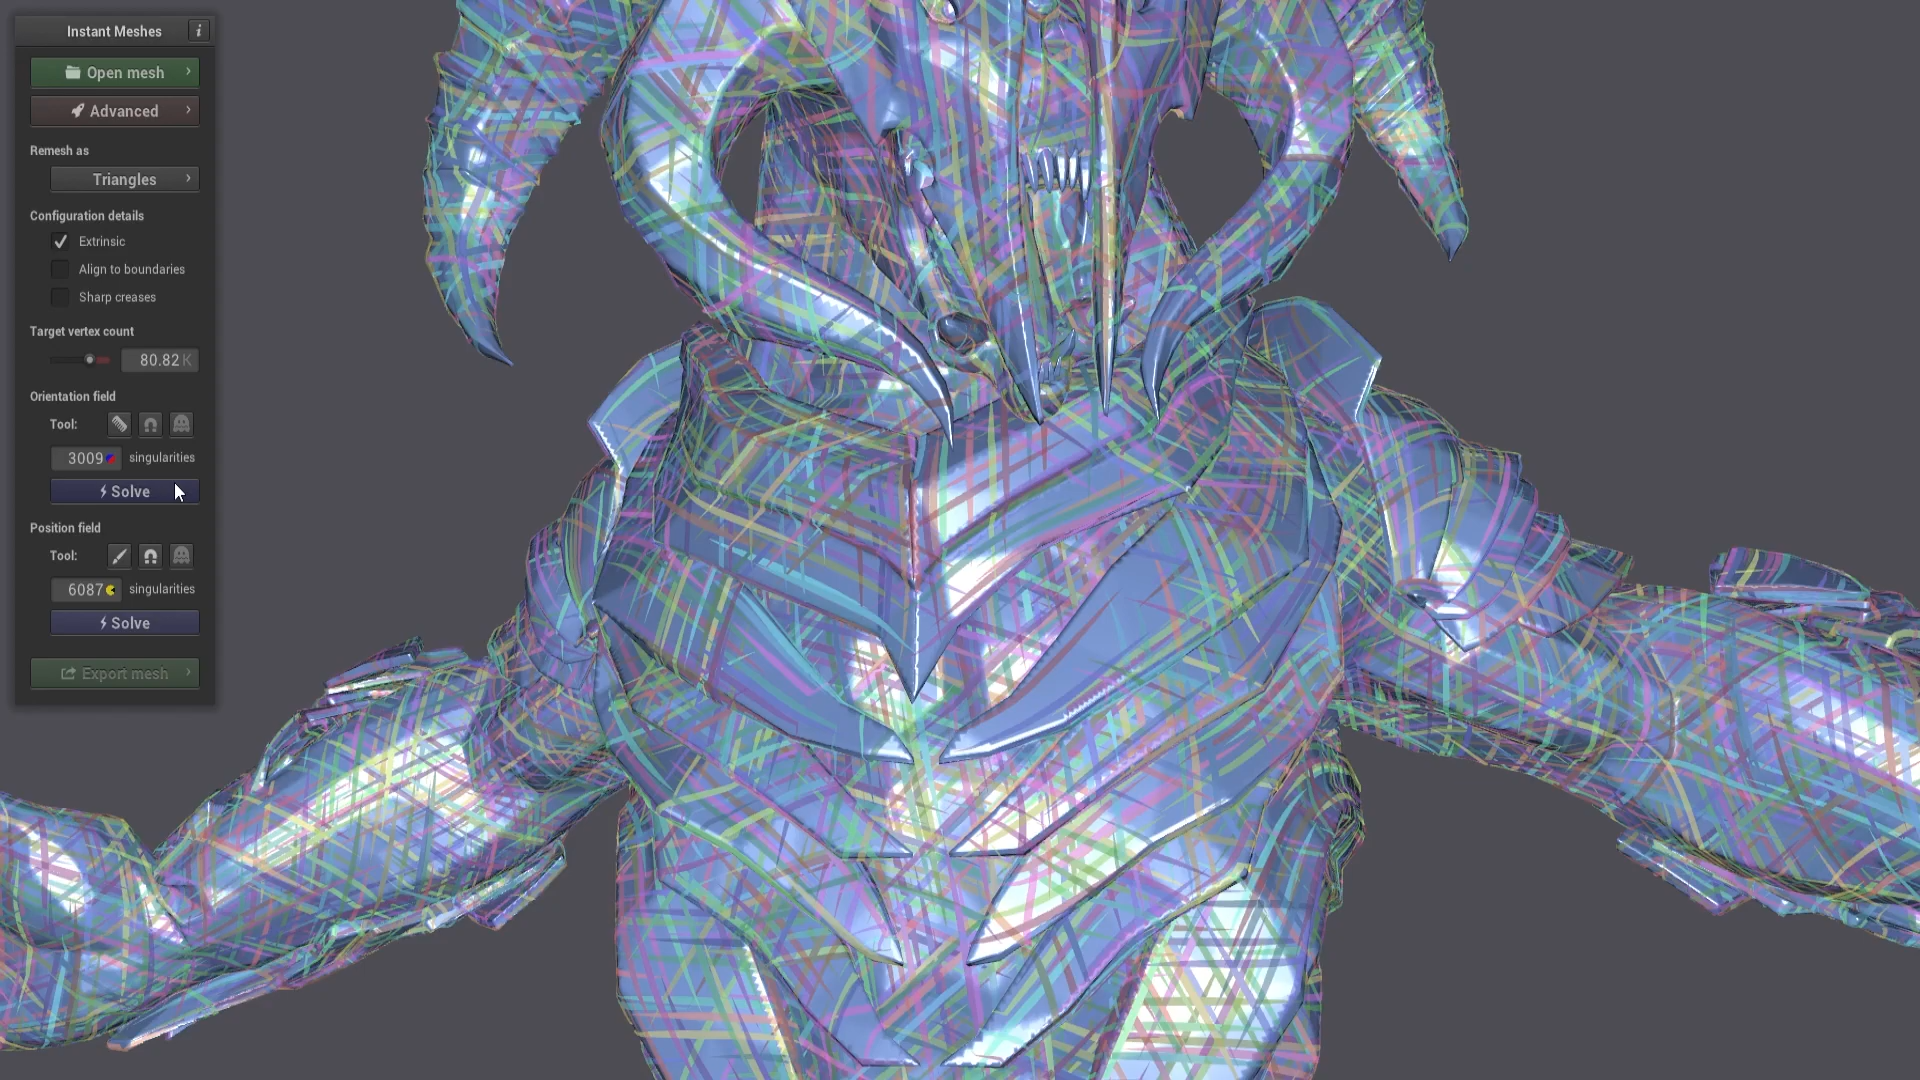 Instant Meshes i
Open mesh
Advanced
Remesh as
Triangles
Configuration details
Extrinsic
Align to boundaries
Sharp creases
Target vertex count
80.82 K
Orientation field
Tool:
3009 singularities
Solve
Position field
Tool:
6087 singularities
Solve
Export mesh